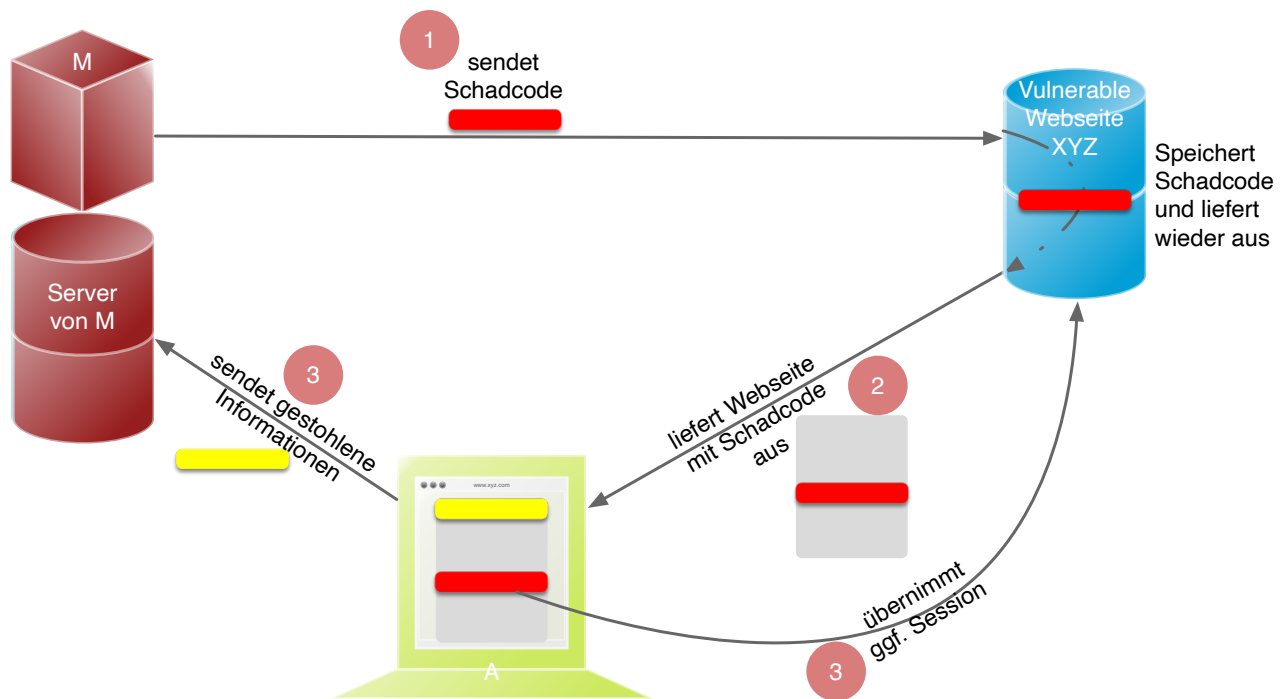 1
sendet
Schadcode
M
Vulnerable
Webseite
XYZ
Speichert
Schadcode
und liefert
wieder aus
Server
von M
3
sendet gestohlene
Informationen
2
liefert Webseite
mit Schadcode
aus
www.xyz.com
A
übernimmt
ggf. Session
3